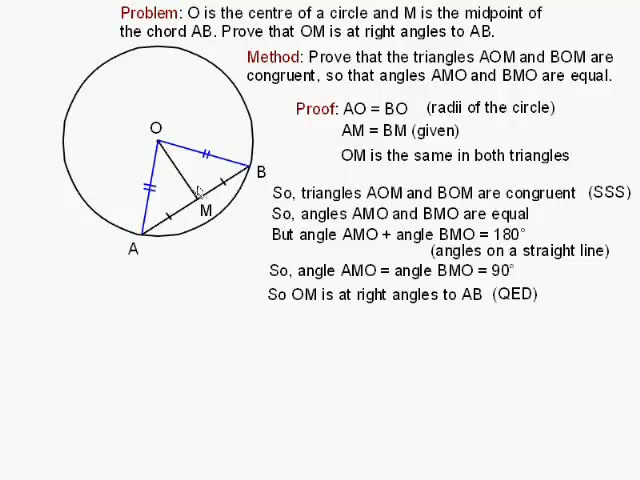 Problem: O is the centre of a circle and M is the midpoint of
the chord AB. Prove that OM is at right angles to AB.
Method: Prove that the triangles AOM and BOM are
congruent, so that angles AMO and BMO are equal.
Proof: AO = BO (radii of the circle)
AM = BM (given)
OM is the same in both triangles
So, triangles AOM and BOM are congruent (SSS)
So, angles AMO and BMO are equal
But angle AMO + angle BMO = 180°
(angles on a straight line)
So, angle AMO = angle BMO = 90°
So OM is at right angles to AB (QED)
O
B
M
A